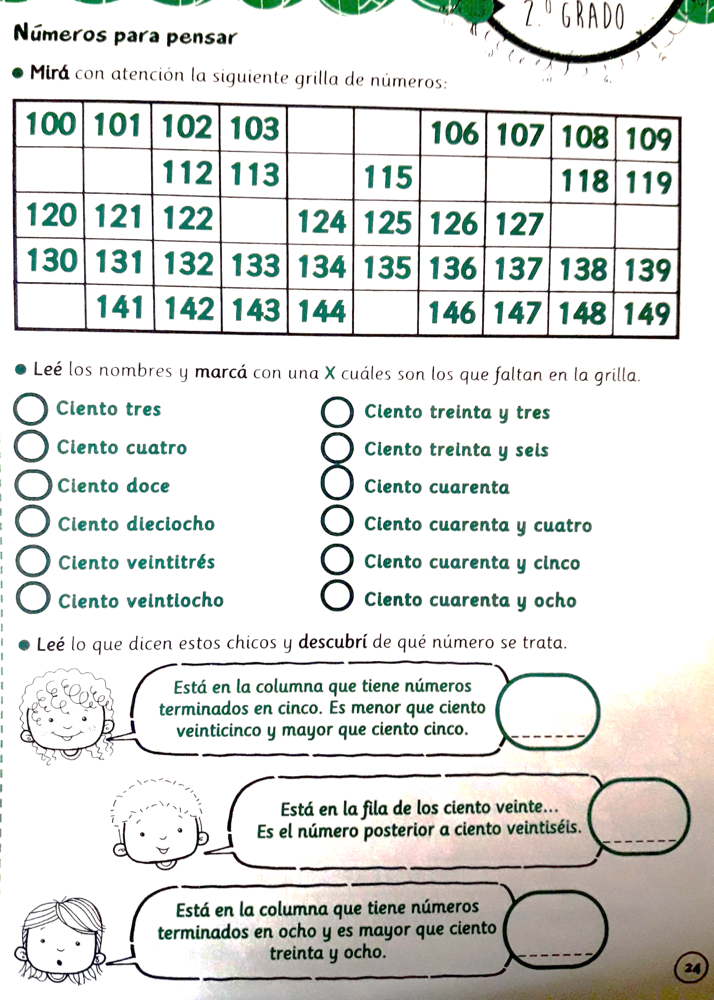 2.º GRADO
Números para pensar
Mirá con atención la siguiente grilla de números:
100 101 102 103 106 107 108 109
112 113 115 118 119
120 121 122 124 125 126 127
130 131 132 133 134 135 136 137 138 139
141 142 143 144 146 147 148 149
Leé los nombres y marcá con una X cuáles son los que faltan en la grilla.
Ciento tres
Ciento cuatro
Ciento doce
Ciento dieciocho
Ciento veintitrés
Ciento veintiocho
Ciento treinta y tres
Ciento treinta y seis
Ciento cuarenta
Ciento cuarenta y cuatro
Ciento cuarenta y cinco
Ciento cuarenta y ocho
Leé lo que dicen estos chicos y descubrí de qué número se trata.
Está en la columna que tiene números
terminados en cinco. Es menor que ciento
veinticinco y mayor que ciento cinco.
Está en la fila de los ciento veinte...
Es el número posterior a ciento veintiséis.
Está en la columna que tiene números
terminados en ocho y es mayor que ciento
treinta y ocho.
24